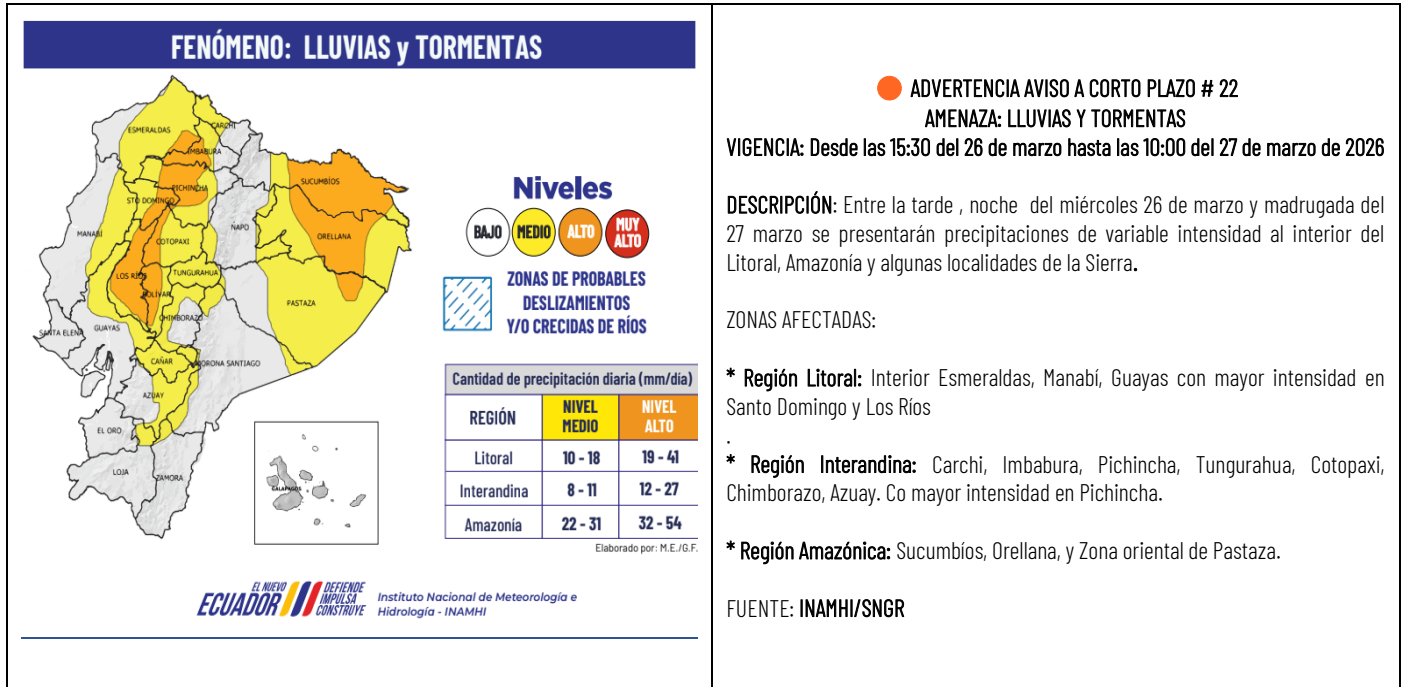 FENÓMENO: LLUVIAS y TORMENTAS
ESMERALDAS
CARCHI
IMBABURA
PICHINCHA
SUCUMBÍOS
STO DOMINGO
MANABÍ
NAPO
ORELLANA
COTOPAXI
LOS RÍOS
TUNGURAHUA
BOLÍVAR
PASTAZA
CHIMBORAZO
SANTA ELENA
GUAYAS
CAÑAR
MORONA SANTIAGO
AZUAY
EL ORO
LOJA
ZAMORA
GALÁPAGOS
Niveles
BAJO
MEDIO
ALTO
MUY
ALTO
ZONAS DE PROBABLES
DESLIZAMIENTOS
Y/O CRECIDAS DE RÍOS
Cantidad de precipitación diaria (mm/día)
REGIÓN NIVEL MEDIO NIVEL ALTO
Litoral 10 - 18 19 - 41
Interandina 8 - 11 12 - 27
Amazonía 22 - 31 32 - 54
Elaborado por: M.E./G.F.
EL NUEVO
ECUADOR
DEFIENDE
IMPULSA
CONSTRUYE
Instituto Nacional de Meteorología e
Hidrología - INAMHI
ADVERTENCIA AVISO A CORTO PLAZO # 22
AMENAZA: LLUVIAS Y TORMENTAS
VIGENCIA: Desde las 15:30 del 26 de marzo hasta las 10:00 del 27 de marzo de 2026
DESCRIPCIÓN: Entre la tarde , noche del miércoles 26 de marzo y madrugada del
27 marzo se presentarán precipitaciones de variable intensidad al interior del
Litoral, Amazonía y algunas localidades de la Sierra.
ZONAS AFECTADAS:
* Región Litoral: Interior Esmeraldas, Manabí, Guayas con mayor intensidad en
Santo Domingo y Los Ríos
.
* Región Interandina: Carchi, Imbabura, Pichincha, Tungurahua, Cotopaxi,
Chimborazo, Azuay. Co mayor intensidad en Pichincha.
* Región Amazónica: Sucumbíos, Orellana, y Zona oriental de Pastaza.
FUENTE: INAMHI/SNGR